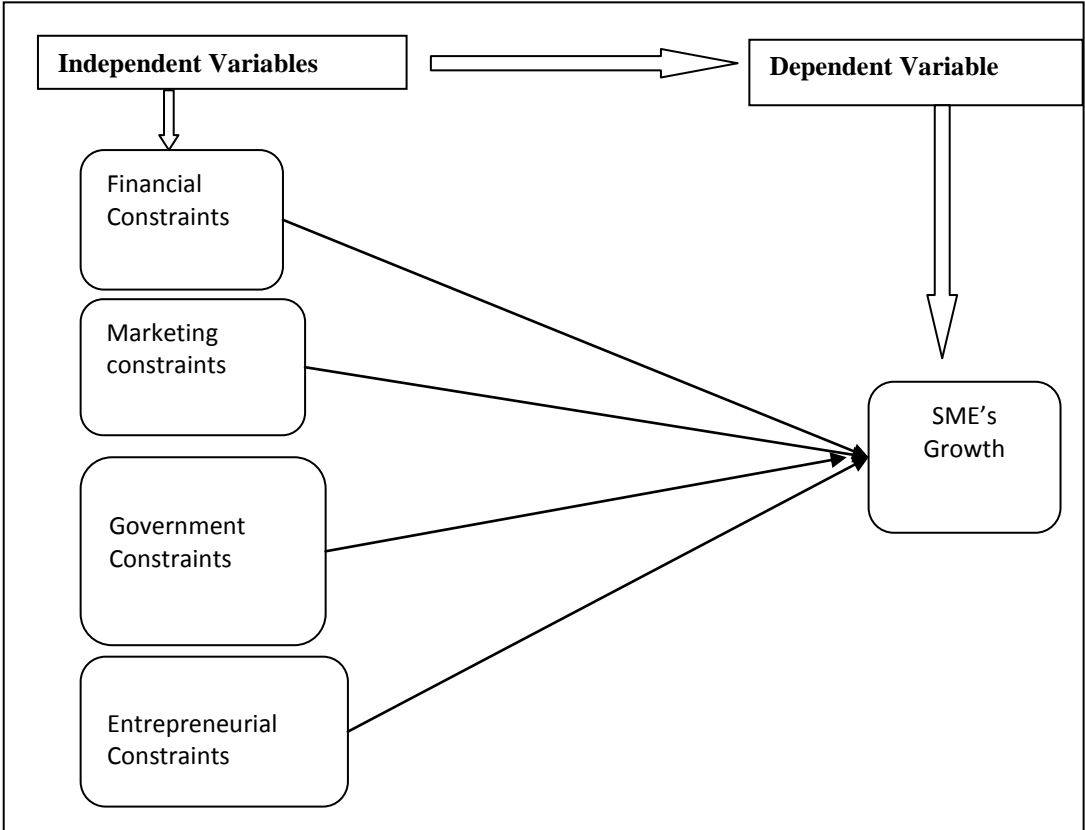 Independent Variables
Dependent Variable
Financial
Constraints
Marketing
constraints
Government
Constraints
Entrepreneurial
Constraints
SME’s
Growth